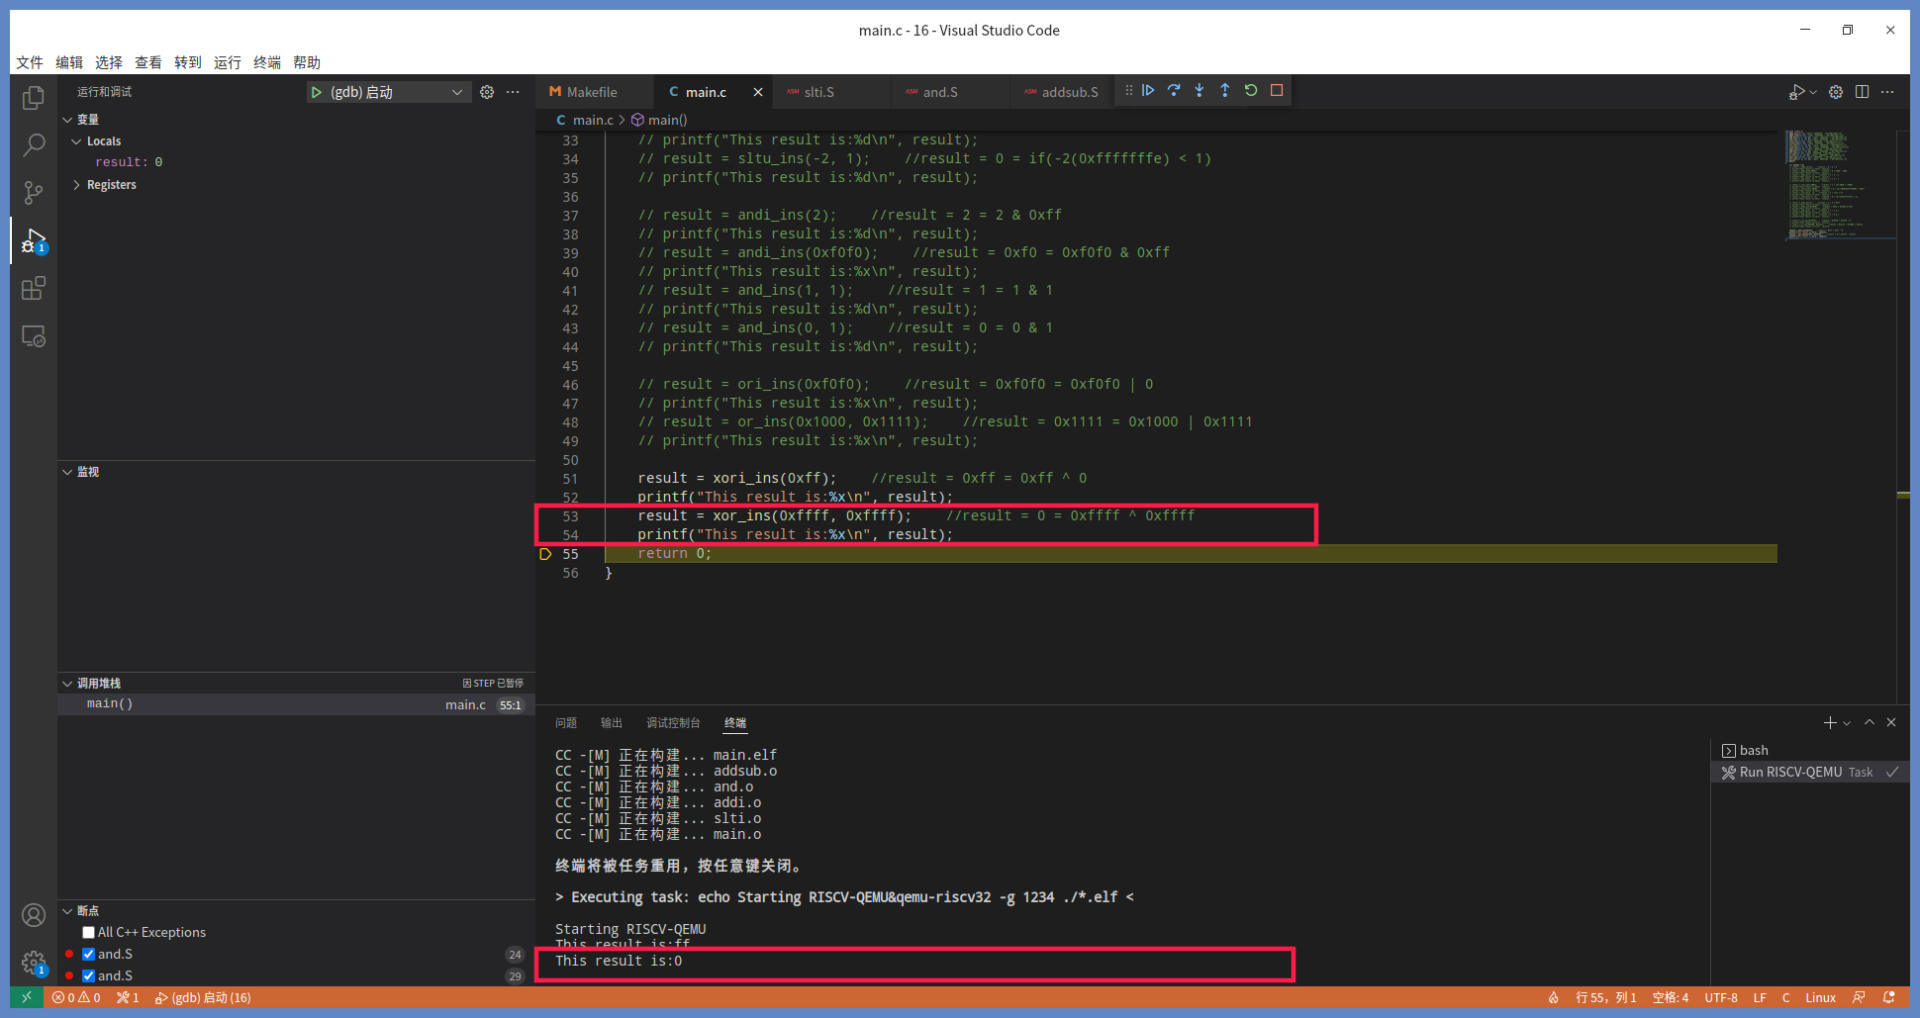 main.c - 16 - Visual Studio Code
文件 编辑 选择 查看 转到 运行 终端 帮助
运行和调试
(gdb) 启动
Makefile
main.c
slti.S
and.S
addsub.S
main.c > main()
变量
Locals
result: 0
Registers
监视
调用堆栈
因 STEP 已暂停
main()
main.c 55:1
断点
All C++ Exceptions
and.S 24
and.S 29
33 // printf("This result is:%d\n", result);
34 // result = sltu_ins(-2, 1); //result = 0 = if(-2(0xfffffffe) < 1)
35 // printf("This result is:%d\n", result);
36
37 // result = andi_ins(2); //result = 2 = 2 & 0xff
38 // printf("This result is:%d\n", result);
39 // result = andi_ins(0xf0f0); //result = 0xf0 = 0xf0f0 & 0xff
40 // printf("This result is:%x\n", result);
41 // result = and_ins(1, 1); //result = 1 = 1 & 1
42 // printf("This result is:%d\n", result);
43 // result = and_ins(0, 1); //result = 0 = 0 & 1
44 // printf("This result is:%d\n", result);
45
46 // result = ori_ins(0xf0f0); //result = 0xf0f0 = 0xf0f0 | 0
47 // printf("This result is:%x\n", result);
48 // result = or_ins(0x1000, 0x1111); //result = 0x1111 = 0x1000 | 0x1111
49 // printf("This result is:%x\n", result);
50
51 result = xori_ins(0xff); //result = 0xff = 0xff ^ 0
52 printf("This result is:%x\n", result);
53 result = xor_ins(0xffff, 0xffff); //result = 0 = 0xffff ^ 0xffff
54 printf("This result is:%x\n", result);
55 return 0;
56 }
问题 输出 调试控制台 终端
CC -[M] 正在构建... main.elf
CC -[M] 正在构建... addsub.o
CC -[M] 正在构建... and.o
CC -[M] 正在构建... addi.o
CC -[M] 正在构建... slti.o
CC -[M] 正在构建... main.o
终端将被任务重用，按任意键关闭。
> Executing task: echo Starting RISCV-QEMU&qemu-riscv32 -g 1234 ./*.elf <
Starting RISCV-QEMU
This result is:ff
This result is:0
bash
Run RISCV-QEMU Task
0 0 1 (gdb) 启动 (16)
行 55，列 1 空格: 4 UTF-8 LF C Linux